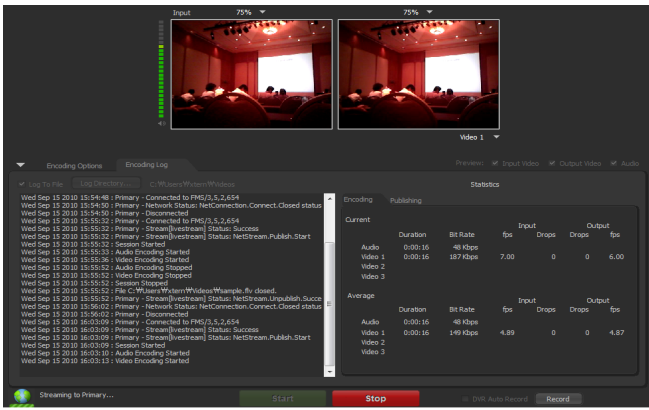 Input 75% 75%
Video 1
Encoding Options Encoding Log Preview: Input Video Output Video Audio
Log To File Log Directory... C:₩Users₩xtern₩Videos
Statistics
Wed Sep 15 2010 15:54:48 : Primary - Connected to FMS/3,5,2,654
Wed Sep 15 2010 15:54:50 : Primary - Network Status: NetConnection.Connect.Closed status
Wed Sep 15 2010 15:54:50 : Primary - Disconnected
Wed Sep 15 2010 15:55:32 : Primary - Connected to FMS/3,5,2,654
Wed Sep 15 2010 15:55:32 : Primary - Stream[livestream] Status: Success
Wed Sep 15 2010 15:55:32 : Primary - Stream[livestream] Status: NetStream.Publish.Start
Wed Sep 15 2010 15:55:32 : Session Started
Wed Sep 15 2010 15:55:33 : Audio Encoding Started
Wed Sep 15 2010 15:55:36 : Video Encoding Started
Wed Sep 15 2010 15:55:52 : Audio Encoding Stopped
Wed Sep 15 2010 15:55:52 : Video Encoding Stopped
Wed Sep 15 2010 15:55:52 : Session Stopped
Wed Sep 15 2010 15:55:52 : File C:₩Users₩xtern₩Videos₩sample.flv closed.
Wed Sep 15 2010 15:55:52 : Primary - Stream[livestream] Status: NetStream.Unpublish.Succe
Wed Sep 15 2010 15:56:02 : Primary - Network Status: NetConnection.Connect.Closed status
Wed Sep 15 2010 15:56:02 : Primary - Disconnected
Wed Sep 15 2010 16:03:09 : Primary - Connected to FMS/3,5,2,654
Wed Sep 15 2010 16:03:09 : Primary - Stream[livestream] Status: Success
Wed Sep 15 2010 16:03:09 : Primary - Stream[livestream] Status: NetStream.Publish.Start
Wed Sep 15 2010 16:03:09 : Session Started
Wed Sep 15 2010 16:03:10 : Audio Encoding Started
Wed Sep 15 2010 16:03:13 : Video Encoding Started
Encoding Publishing
Current
Input Output
Duration Bit Rate fps Drops Drops fps
Audio 0:00:16 48 Kbps
Video 1 0:00:16 187 Kbps 7.00 0 0 6.00
Video 2
Video 3
Average
Input Output
Duration Bit Rate fps Drops Drops fps
Audio 0:00:16 48 Kbps
Video 1 0:00:16 149 Kbps 4.89 0 0 4.87
Video 2
Video 3
Streaming to Primary... Start Stop DVR Auto Record Record